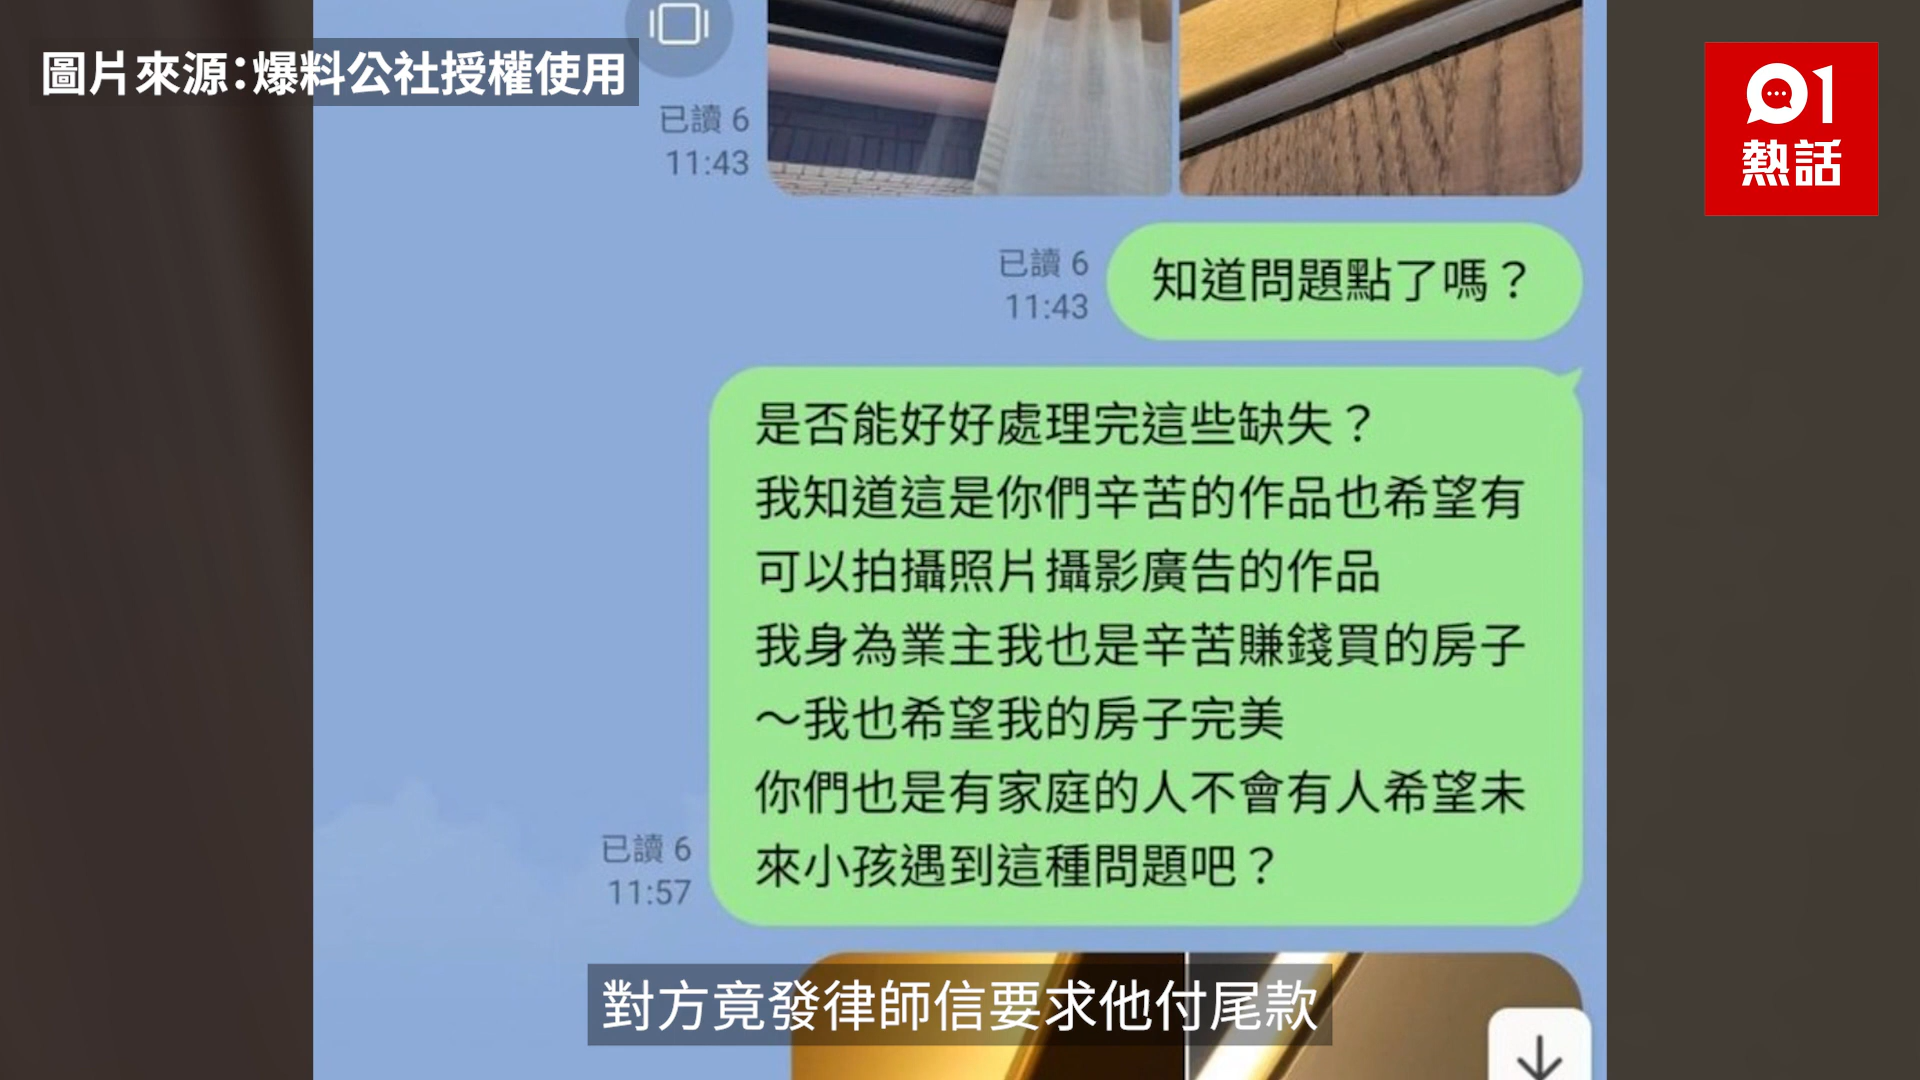 圖片來源:爆料公社授權使用
01
熱話
已讀 6
11:43
已讀 6
11:43
知道問題點了嗎？
是否能好好處理完這些缺失？
我知道這是你們辛苦的作品也希望有
可以拍攝照片攝影廣告的作品
我身為業主我也是辛苦賺錢買的房子
～我也希望我的房子完美
你們也是有家庭的人不會有人希望未
來小孩遇到這種問題吧？
已讀 6
11:57
對方竟發律師信要求他付尾款